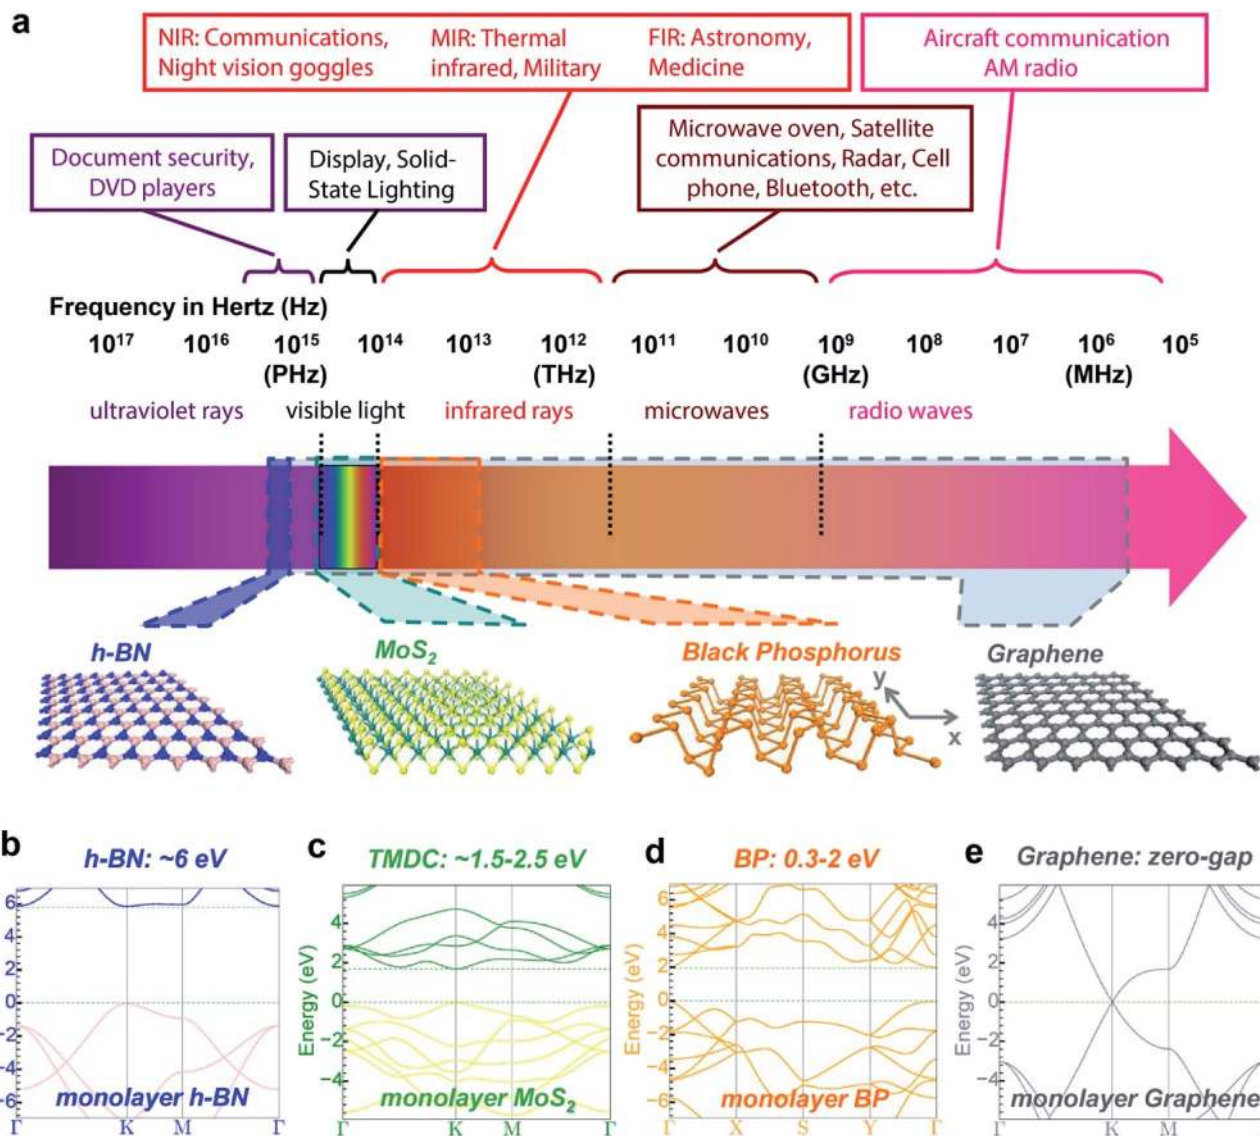 a
NIR: Communications,
Night vision goggles
MIR: Thermal
infrared, Military
FIR: Astronomy,
Medicine
Aircraft communication
AM radio
Document security,
DVD players
Display, Solid-
State Lighting
Microwave oven, Satellite
communications, Radar, Cell
phone, Bluetooth, etc.
Frequency in Hertz (Hz)
10¹⁷ 10¹⁶ 10¹⁵ 10¹⁴ 10¹³ 10¹² 10¹¹ 10¹⁰ 10⁹ 10⁸ 10⁷ 10⁶ 10⁵
(PHz) (THz) (GHz) (MHz)
ultraviolet rays visible light infrared rays microwaves radio waves
h-BN
MoS₂
Black Phosphorus
Graphene
y
x
b
h-BN: ~6 eV
6
4
2
0
−2
−4
−6
monolayer h-BN
Γ K M Γ
c
TMDC: ~1.5-2.5 eV
Energy (eV)
4
2
0
−2
−4
monolayer MoS₂
Γ K M Γ
d
BP: 0.3-2 eV
Energy (eV)
6
4
2
0
−2
−4
−6
monolayer BP
Γ X S Y Γ
e
Graphene: zero-gap
Energy (eV)
4
2
0
−2
−4
monolayer Graphene
Γ K M